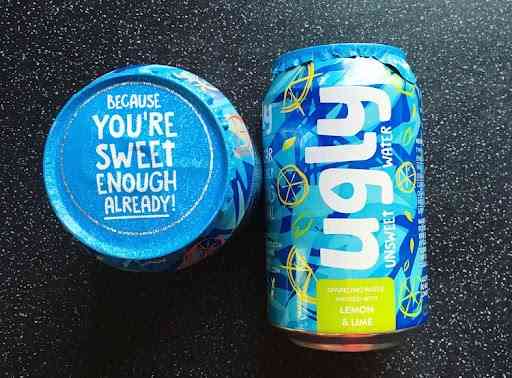 BECAUSE
YOU'RE
SWEET
ENOUGH
ALREADY!
ugly
UNSWEET WATER
SPARKLING WATER
INFUSED WITH
LEMON
& LIME